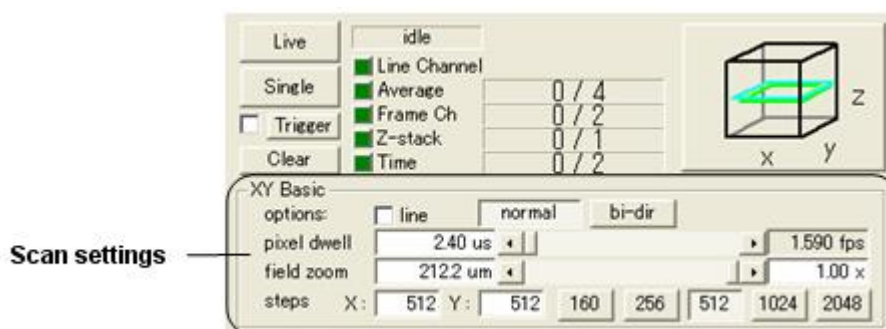 Live idle
Line Channel
Single Average 0 / 4
Frame Ch 0 / 2
Trigger Z-stack 0 / 1
Clear Time 0 / 2
x y z
XY Basic
options: line normal bi-dir
Scan settings
pixel dwell 2.40 us 1.590 fps
field zoom 212.2 um 1.00 x
steps X: 512 Y: 512 160 256 512 1024 2048